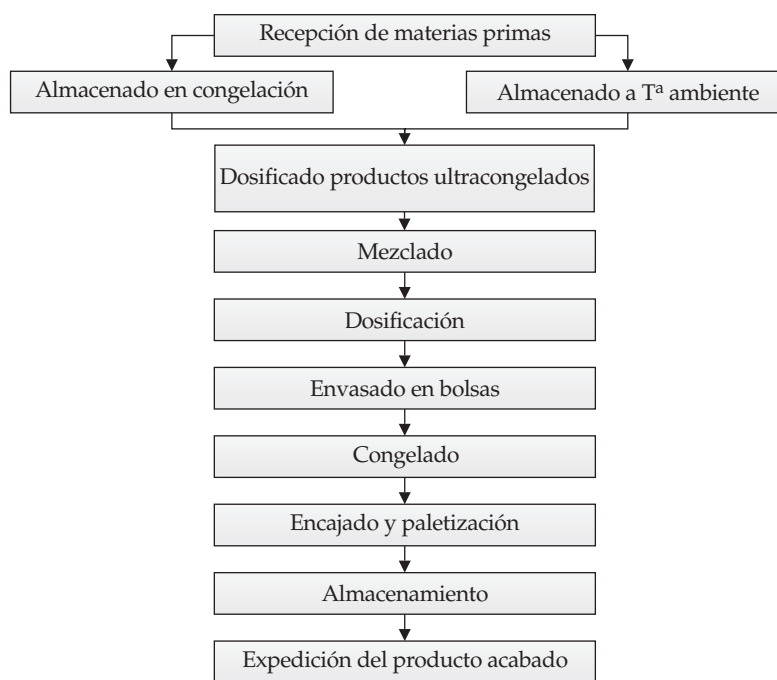 Recepción de materias primas
Almacenado en congelación
Almacenado a Tª ambiente
Dosificado productos ultracongelados
Mezclado
Dosificación
Envasado en bolsas
Congelado
Encajado y paletización
Almacenamiento
Expedición del producto acabado